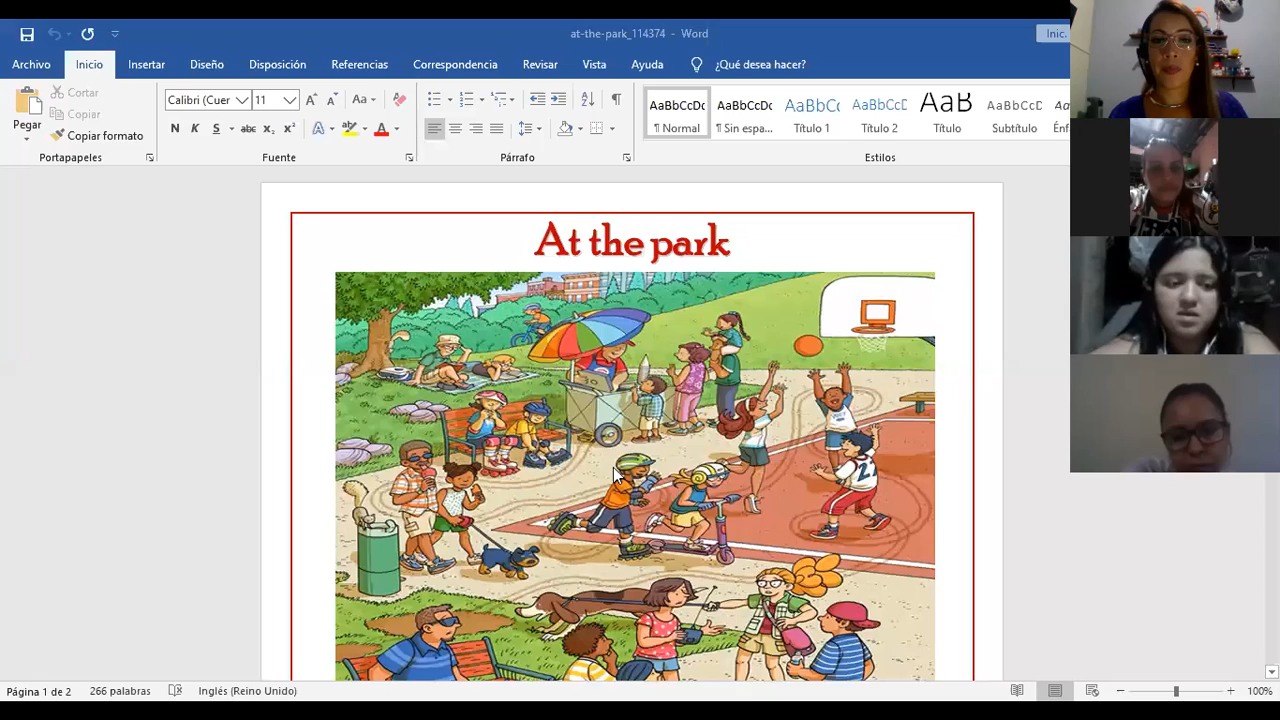 at-the-park_114374 - Word
Inic.
Archivo Inicio Insertar Diseño Disposición Referencias Correspondencia Revisar Vista Ayuda ¿Qué desea hacer?
Pegar
Cortar
Copiar
Copiar formato
Portapapeles
Calibri (Cuer 11
N K S abc x₂ x²
Fuente
Párrafo
AaBbCcDc
¶ Normal
AaBbCcDc
¶ Sin espa...
AaBbCc
Título 1
AaBbCcD
Título 2
AaB
Título
AaBbCcD
Subtítulo
Estilos
At the park
Página 1 de 2 266 palabras Inglés (Reino Unido) 100%